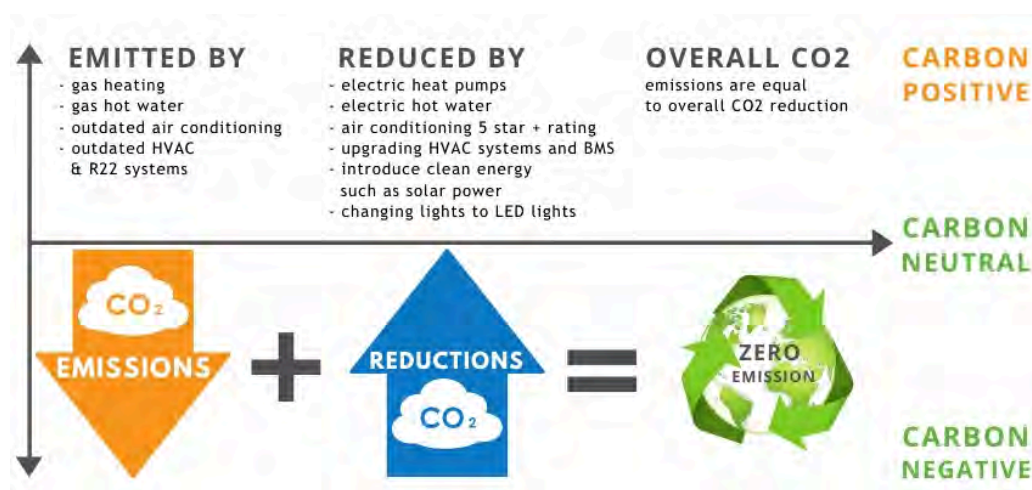 EMITTED BY
- gas heating
- gas hot water
- outdated air conditioning
- outdated HVAC
& R22 systems
REDUCED BY
- electric heat pumps
- electric hot water
- air conditioning 5 star + rating
- upgrading HVAC systems and BMS
- introduce clean energy
such as solar power
- changing lights to LED lights
OVERALL CO2
emissions are equal
to overall CO2 reduction
CARBON
POSITIVE
CARBON
NEUTRAL
CO2
EMISSIONS
+
REDUCTIONS
CO2
=
ZERO
EMISSION
CARBON
NEGATIVE